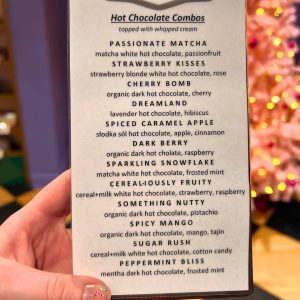 Hot Chocolate Combos
topped with whipped cream
PASSIONATE MATCHA
matcha white hot chocolate, passionfruit
STRAWBERRY KISSES
strawberry blonde white hot chocolate, rose
CHERRY BOMB
organic dark hot chocolate, cherry
DREAMLAND
lavender hot chocolate, hibiscus
SPICED CARAMEL APPLE
słodka sól hot chocolate, apple, cinnamon
DARK BERRY
organic dark hot chcolate, raspberry
SPARKLING SNOWFLAKE
matcha white hot chocolate, frosted mint
CEREALIOUSLY FRUITY
cereal+milk white hot chocolate, strawberry, raspberry
SOMETHING NUTTY
organic dark hot chocolate, pistachio
SPICY MANGO
organic dark hot chocolate, mango, tajin
SUGAR RUSH
cereal+milk white hot chocolate, cotton candy
PEPPERMINT BLISS
mentha dark hot chocolate, frosted mint